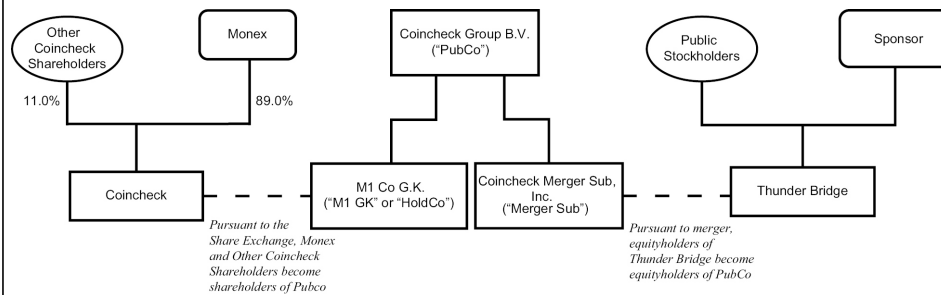 Other
Coincheck
Shareholders
Monex
Coincheck Group B.V.
("PubCo")
Public
Stockholders
Sponsor
11.0%
89.0%
Coincheck
M1 Co G.K.
("M1 GK" or "HoldCo")
Coincheck Merger Sub,
Inc.
("Merger Sub")
Thunder Bridge
Pursuant to the
Share Exchange, Monex
and Other Coincheck
Shareholders become
shareholders of Pubco
Pursuant to merger,
equityholders of
Thunder Bridge become
equityholders of PubCo